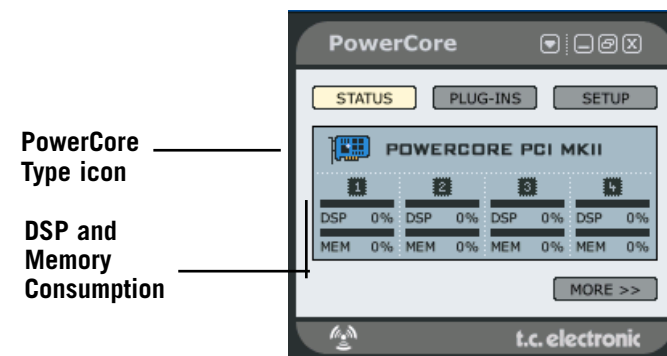 PowerCore
STATUS PLUG-INS SETUP
PowerCore
Type icon
POWERCORE PCI MKII
1 2 3 4
DSP and
Memory
Consumption
DSP 0% DSP 0% DSP 0% DSP 0%
MEM 0% MEM 0% MEM 0% MEM 0%
MORE >>
t.c. electronic